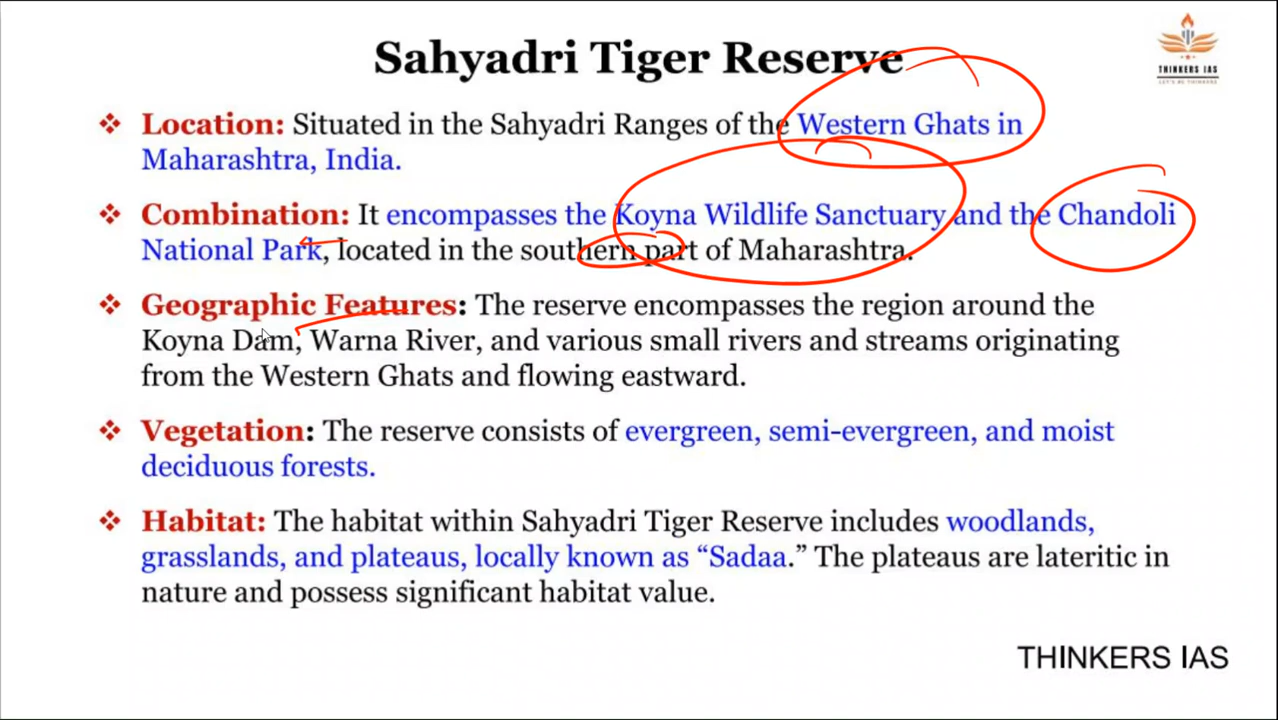 Sahyadri Tiger Reserve
THINKERS IAS
LET'S BE THINKERS
❖ Location: Situated in the Sahyadri Ranges of the Western Ghats in
Maharashtra, India.
❖ Combination: It encompasses the Koyna Wildlife Sanctuary and the Chandoli
National Park, located in the southern part of Maharashtra.
❖ Geographic Features: The reserve encompasses the region around the
Koyna Dam, Warna River, and various small rivers and streams originating
from the Western Ghats and flowing eastward.
❖ Vegetation: The reserve consists of evergreen, semi-evergreen, and moist
deciduous forests.
❖ Habitat: The habitat within Sahyadri Tiger Reserve includes woodlands,
grasslands, and plateaus, locally known as “Sadaa.” The plateaus are lateritic in
nature and possess significant habitat value.
THINKERS IAS